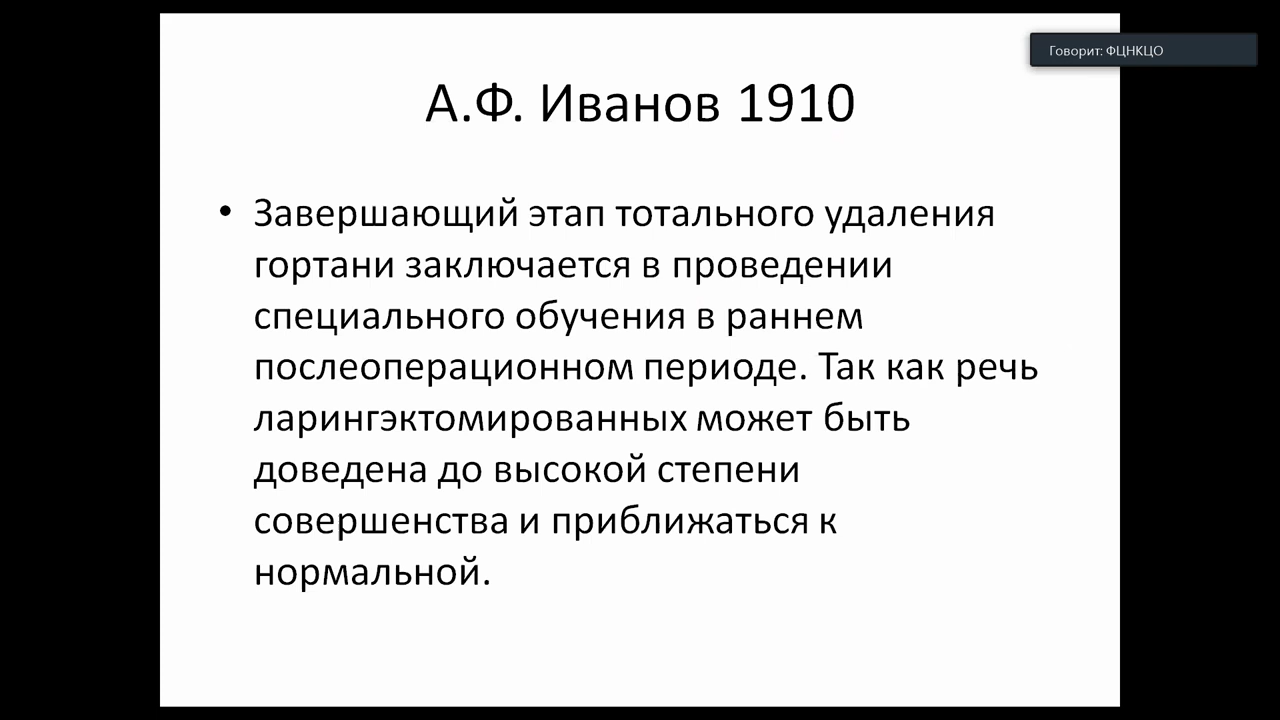 Говорит: ФЦНКЦО
А.Ф. Иванов 1910
• Завершающий этап тотального удаления
гортани заключается в проведении
специального обучения в раннем
послеоперационном периоде. Так как речь
ларингэктомированных может быть
доведена до высокой степени
совершенства и приближаться к
нормальной.